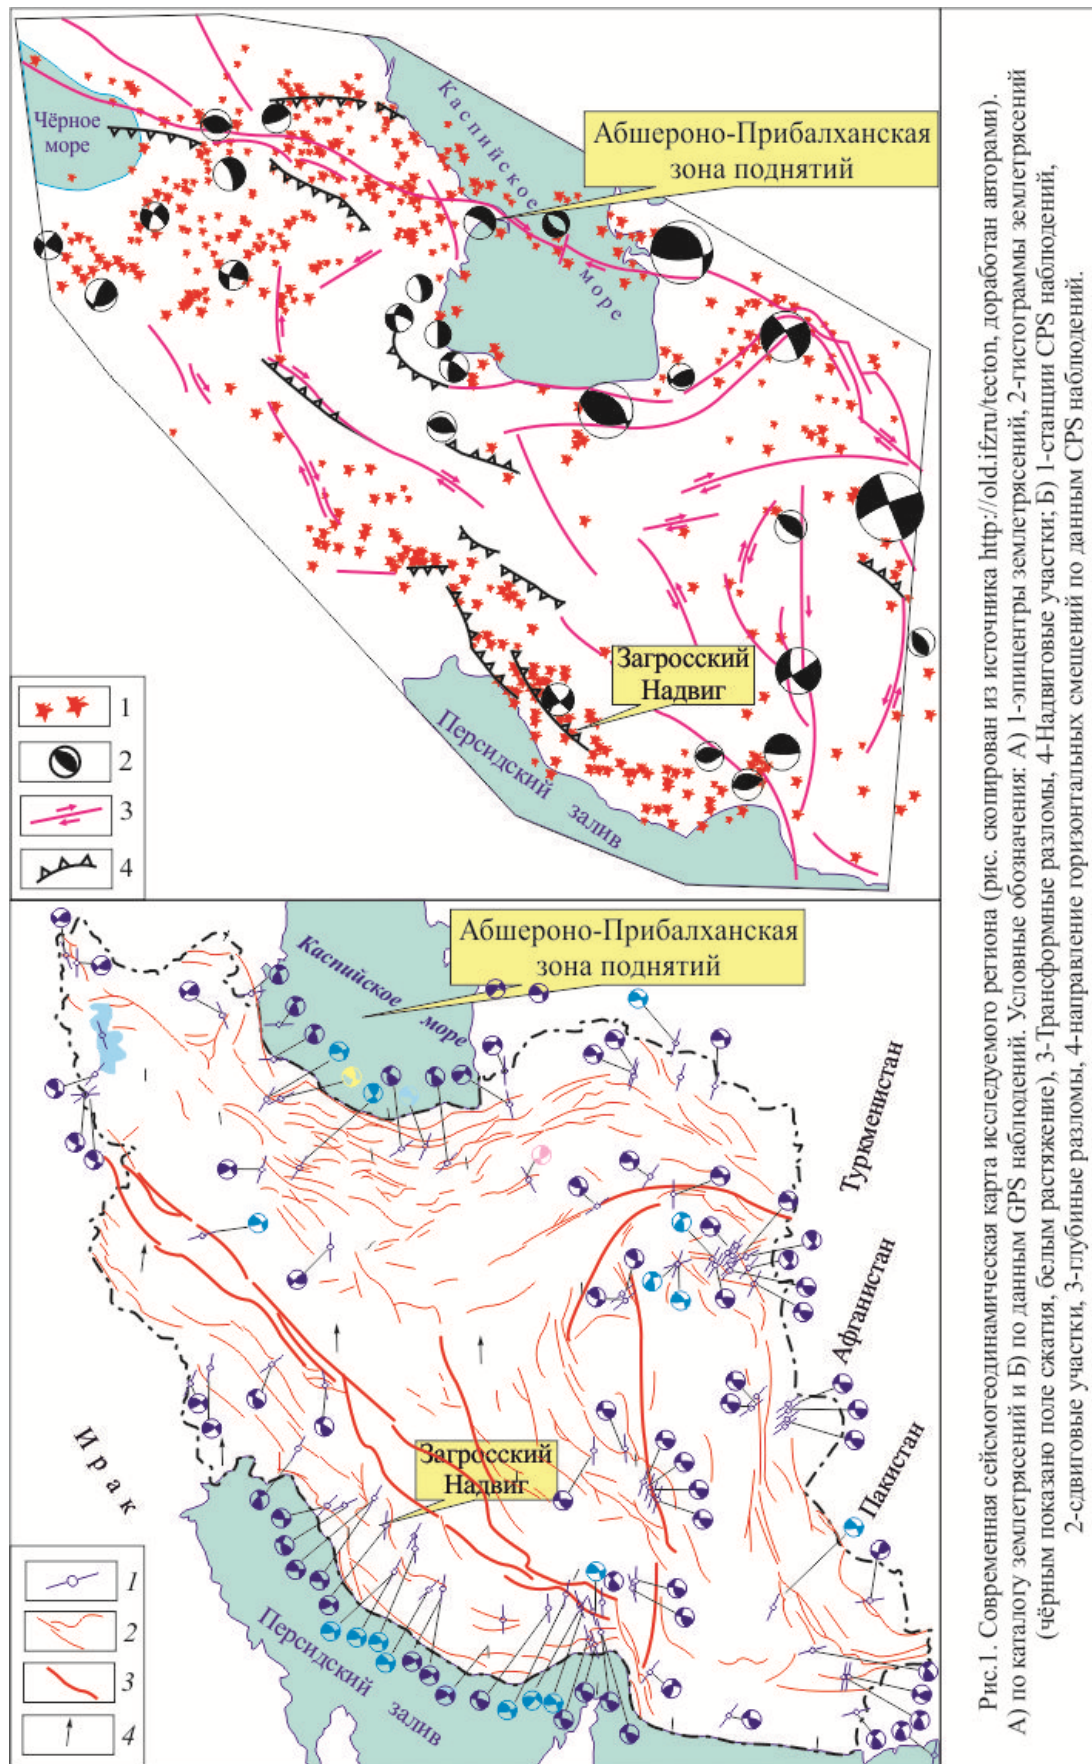 Чёрное
море
Каспийское
море
Абшероно-Прибалханская
зона поднятий
Загросский
Надвиг
Персидский залив
1
2
3
4
Абшероно-Прибалханская
зона поднятий
Каспийское
море
Туркменистан
Афганистан
Пакистан
Ирак
Загросский
Надвиг
Персидский
залив
1
2
3
4
Рис.1. Современная сейсмогеодинамическая карта исследуемого региона (рис. скопирован из источника http://old.ifzru/tecton, доработан авторами).
А) по каталогу землетрясений и Б) по данным GPS наблюдений. Условные обозначения: А) 1-эпицентры землетрясений, 2-гистограммы землетрясений
(чёрным показано поле сжатия, белым растяжение), 3-Трансформные разломы, 4-Надвиговые участки; Б) 1-станции CPS наблюдений,
2-сдвиговые участки, 3-глубинные разломы, 4-направление горизонтальных смещений по данным CPS наблюдений.